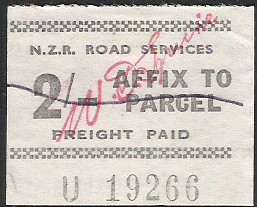 N.Z.R. ROAD SERVICES
2/- AFFIX TO
PARCEL
FREIGHT PAID
U 19266